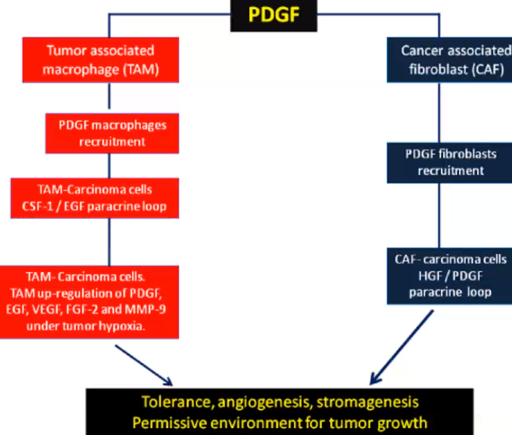 PDGF
Tumor associated
macrophage (TAM)
PDGF macrophages
recruitment
TAM-Carcinoma cells
CSF-1 / EGF paracrine loop
TAM- Carcinoma cells.
TAM up-regulation of PDGF,
EGF, VEGF, FGF-2 and MMP-9
under tumor hypoxia.
Cancer associated
fibroblast (CAF)
PDGF fibroblasts
recruitment
CAF- carcinoma cells
HGF / PDGF
paracrine loop
Tolerance, angiogenesis, stromagenesis
Permissive environment for tumor growth